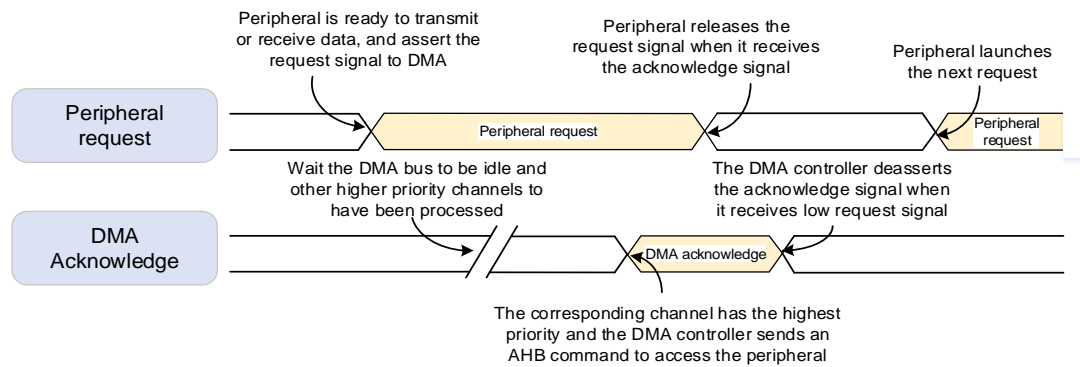 Peripheral is ready to transmit
or receive data, and assert the
request signal to DMA
Peripheral releases the
request signal when it receives
the acknowledge signal
Peripheral launches
the next request
Peripheral
request
Peripheral request
Peripheral
request
Wait the DMA bus to be idle and
other higher priority channels to
have been processed
The DMA controller deasserts
the acknowledge signal when
it receives low request signal
DMA
Acknowledge
DMA acknowledge
The corresponding channel has the highest
priority and the DMA controller sends an
AHB command to access the peripheral